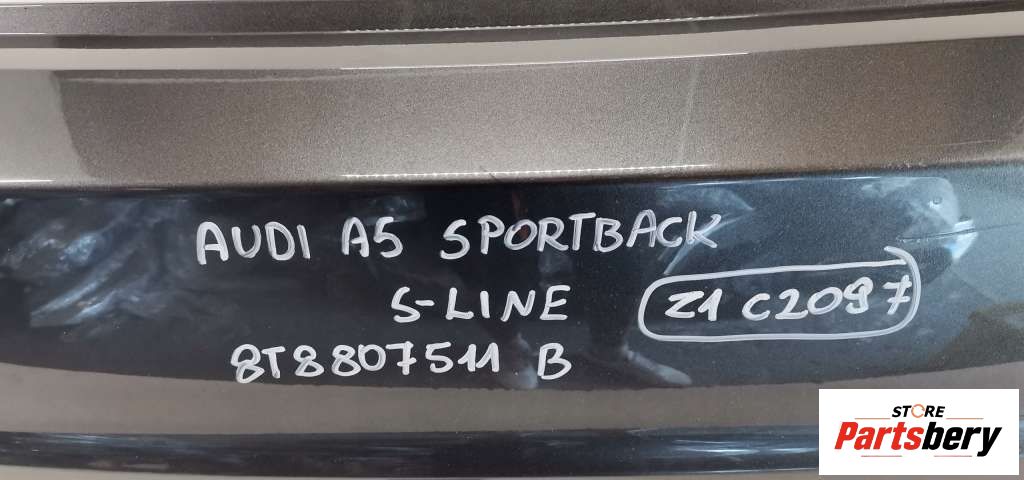 AUDI A5 SPORTBACK
S-LINE
Z1 C2097
8T8807511 B
STORE
Partsbery